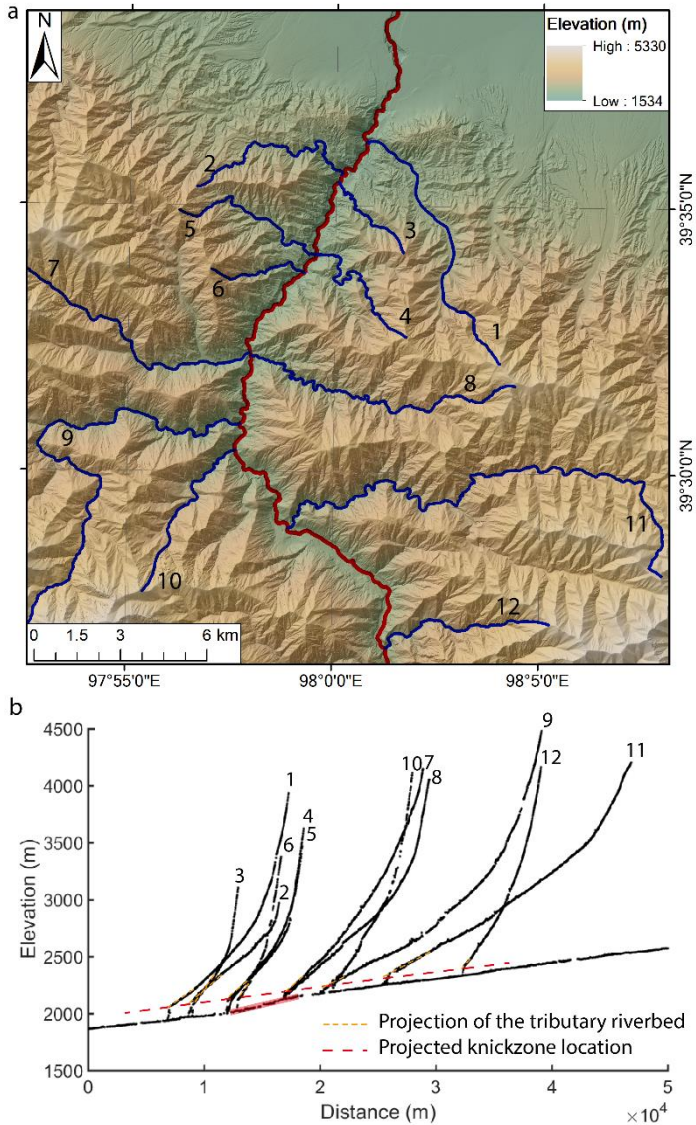 a
N
Elevation (m)
High : 5330
Low : 1534
2
3
5
6
7
4
1
8
9
10
11
12
39°35'0"N
39°30'0"N
0 1.5 3 6 km
97°55'0"E 98°0'0"E 98°5'0"E
b
Elevation (m)
4500
4000
3500
3000
2500
2000
1500
1
3
4
5
6
2
10
7
8
9
12
11
Projection of the tributary riverbed
Projected knickzone location
0 1 2 3 4 5
Distance (m)
×10⁴